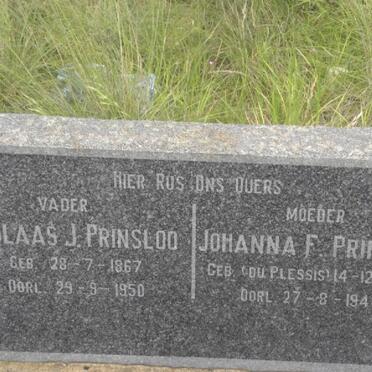 HIER RUS ONS OUERS
VADER
LAAS J. PRINSLOO
GEB. 28-7-1867
OORL. 29-9-1950
MOEDER
JOHANNA F. PRI
GEB. (DU PLESSIS) 14-12
OORL. 27-8-194